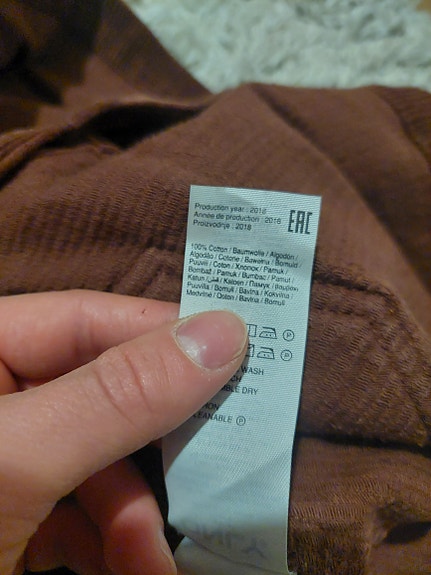 Production year : 2018
Année de production : 2018
Proizvodnja : 2018
EAC
100% Cotton / Baumwolle / Algodón /
Algodão / Cotone / Bawełna / Bomuld /
Puuvill / Coton / Хлопок / Pamuk /
Bombaž / Pamuk / Bumbac / Pamut /
Katun / قطن / Katoen / Памук / Βαμβάκι
Puuvilla / Bomull / Bavlna / Kokvilna /
Medvilnė / Qoton / Bavlna / Bomull
P
P
WASH
BLE DRY
ON
LEANABLE P